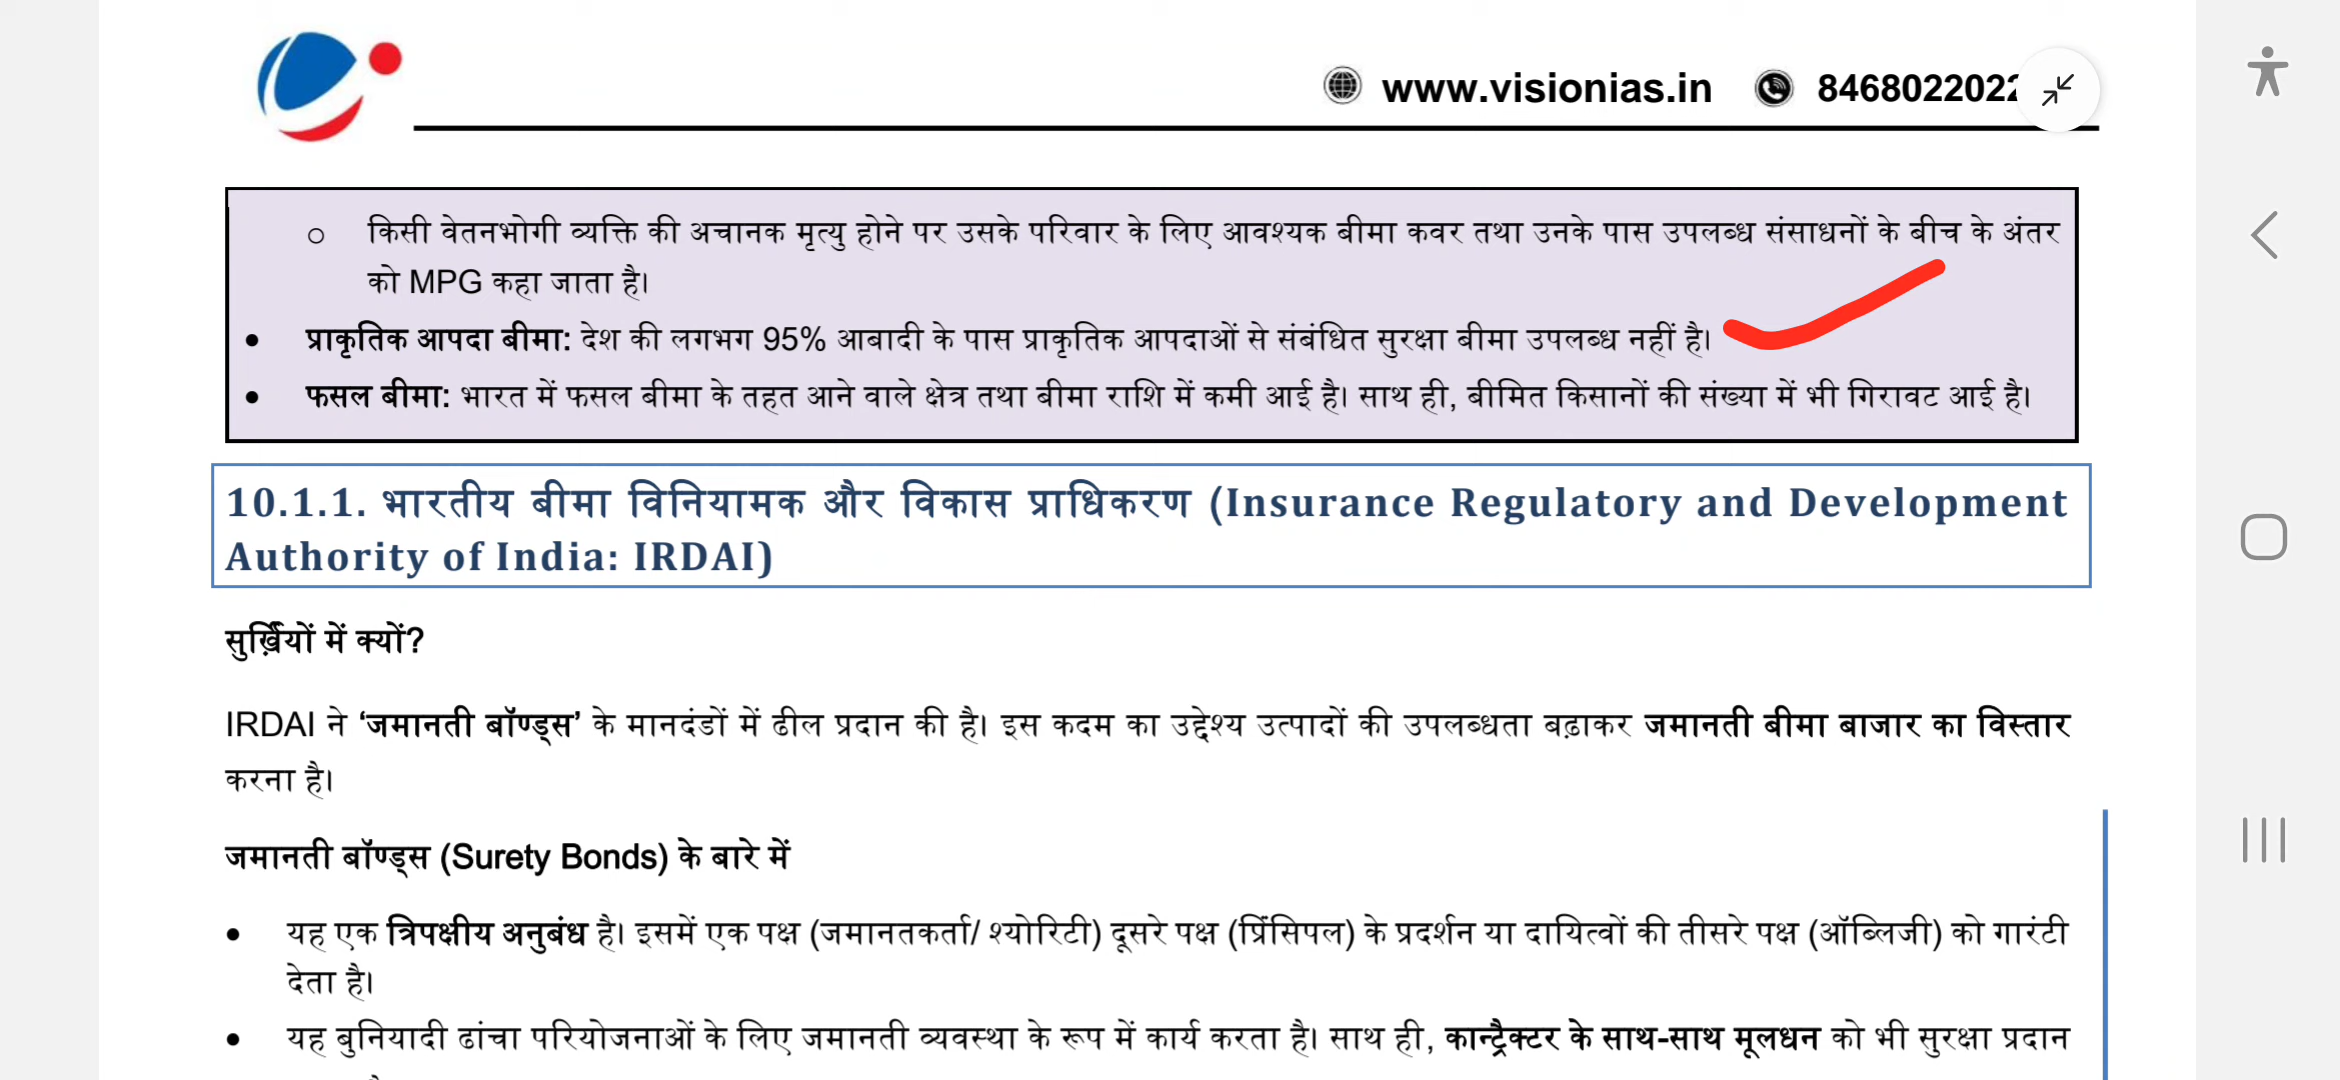 www.visionias.in 8468022022
○ किसी वेतनभोगी व्यक्ति की अचानक मृत्यु होने पर उसके परिवार के लिए आवश्यक बीमा कवर तथा उनके पास उपलब्ध संसाधनों के बीच के अंतर
को MPG कहा जाता है।
• प्राकृतिक आपदा बीमा: देश की लगभग 95% आबादी के पास प्राकृतिक आपदाओं से संबंधित सुरक्षा बीमा उपलब्ध नहीं है।
• फसल बीमा: भारत में फसल बीमा के तहत आने वाले क्षेत्र तथा बीमा राशि में कमी आई है। साथ ही, बीमित किसानों की संख्या में भी गिरावट आई है।
10.1.1. भारतीय बीमा विनियामक और विकास प्राधिकरण (Insurance Regulatory and Development
Authority of India: IRDAI)
सुर्ख़ियों में क्यों?
IRDAI ने ‘जमानती बॉण्ड्स’ के मानदंडों में ढील प्रदान की है। इस कदम का उद्देश्य उत्पादों की उपलब्धता बढ़ाकर जमानती बीमा बाजार का विस्तार
करना है।
जमानती बॉण्ड्स (Surety Bonds) के बारे में
• यह एक त्रिपक्षीय अनुबंध है। इसमें एक पक्ष (जमानतकर्ता/ श्योरिटी) दूसरे पक्ष (प्रिंसिपल) के प्रदर्शन या दायित्वों की तीसरे पक्ष (ऑब्लिजी) को गारंटी
देता है।
• यह बुनियादी ढांचा परियोजनाओं के लिए जमानती व्यवस्था के रूप में कार्य करता है। साथ ही, कान्ट्रैक्टर के साथ-साथ मूलधन को भी सुरक्षा प्रदान